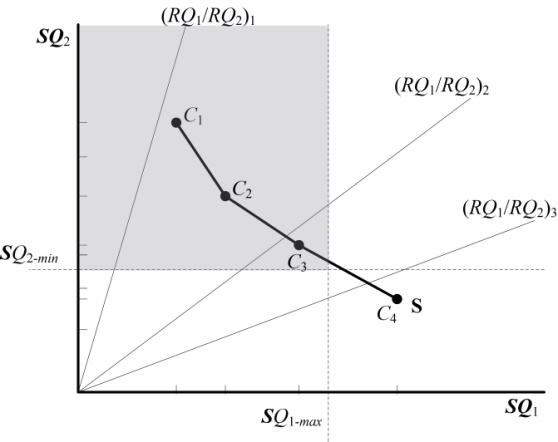 (RQ₁/RQ₂)₁
SQ₂
(RQ₁/RQ₂)₂
C₁
C₂
(RQ₁/RQ₂)₃
SQ₂₋min
C₃
C₄ S
SQ₁₋max
SQ₁